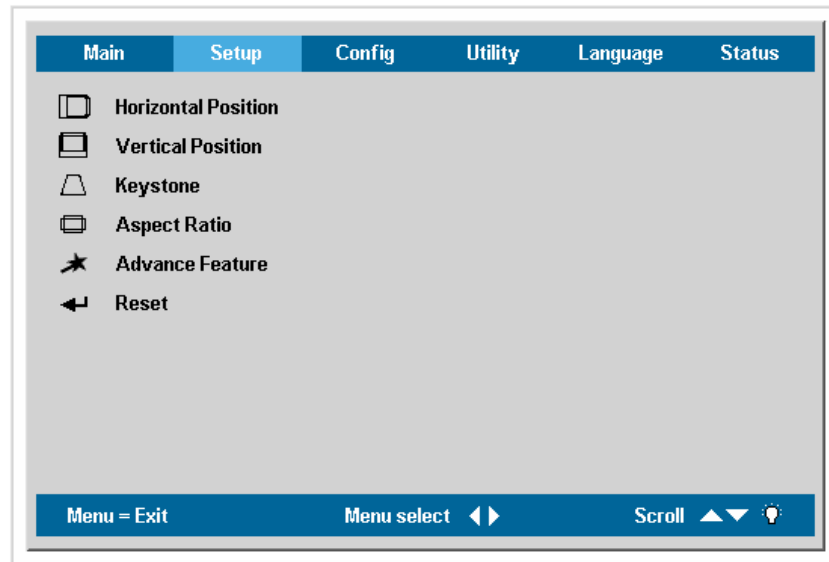 Main Setup Config Utility Language Status
Horizontal Position
Vertical Position
Keystone
Aspect Ratio
Advance Feature
Reset
Menu = Exit Menu select Scroll